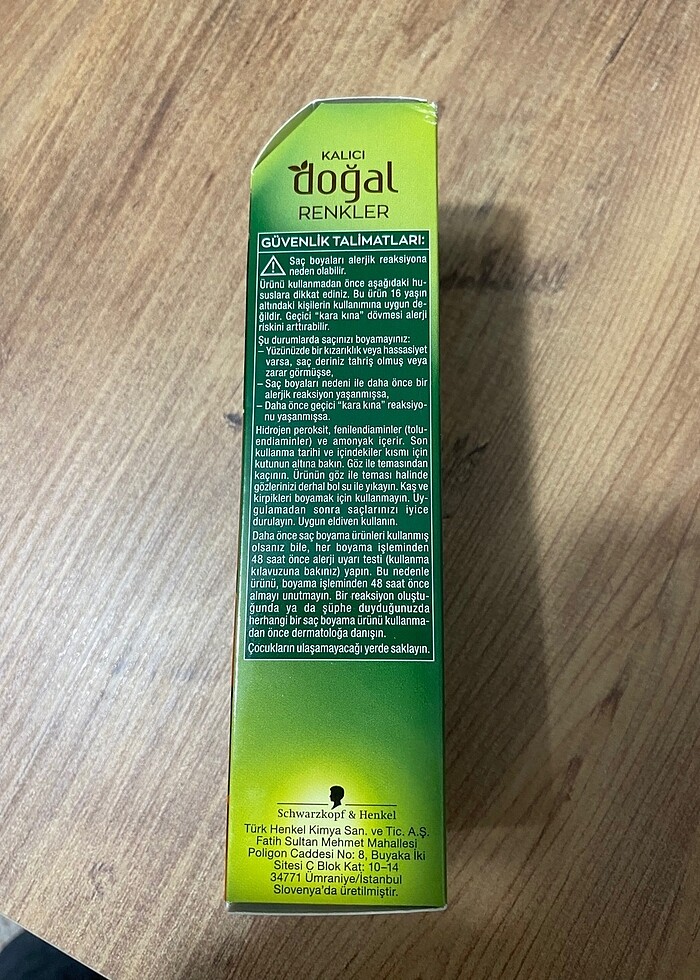 KALICI
doğal
RENKLER
GÜVENLİK TALİMATLARI:
Saç boyaları alerjik reaksiyona
neden olabilir.
Ürünü kullanmadan önce aşağıdaki hu-
suslara dikkat ediniz. Bu ürün 16 yaşın
altındaki kişilerin kullanımına uygun de-
ğildir. Geçici “kara kına” dövmesi alerji
riskini arttırabilir.
Şu durumlarda saçınızı boyamayınız:
– Yüzünüzde bir kızarıklık veya hassasiyet
varsa, saç deriniz tahriş olmuş veya
zarar görmüşse,
– Saç boyaları nedeni ile daha önce bir
alerjik reaksiyon yaşanmışsa,
– Daha önce geçici “kara kına” reaksiyo-
nu yaşanmışsa.
Hidrojen peroksit, fenilendiaminler (tolu-
endiaminler) ve amonyak içerir. Son
kullanma tarihi ve içindekiler kısmı için
kutunun altına bakın. Göz ile temasından
kaçının. Ürünün göz ile teması halinde
gözlerinizi derhal bol su ile yıkayın. Kaş ve
kirpikleri boyamak için kullanmayın. Uy-
gulamadan sonra saçlarınızı iyice
durulayın. Uygun eldiven kullanın.
Daha önce saç boyama ürünleri kullanmış
olsanız bile, her boyama işleminden
48 saat önce alerji uyarı testi (kullanma
kılavuzuna bakınız) yapın. Bu nedenle
ürünü, boyama işleminden 48 saat önce
almayı unutmayın. Bir reaksiyon oluştu-
ğunda ya da şüphe duyduğunuzda
herhangi bir saç boyama ürünü kullanma-
dan önce dermatoloğa danışın.
Çocukların ulaşamayacağı yerde saklayın.
Schwarzkopf & Henkel
Türk Henkel Kimya San. ve Tic. A.Ş.
Fatih Sultan Mehmet Mahallesi
Poligon Caddesi No: 8, Buyaka İki
Sitesi C Blok Kat: 10–14
34771 Ümraniye/İstanbul
Slovenya’da üretilmiştir.